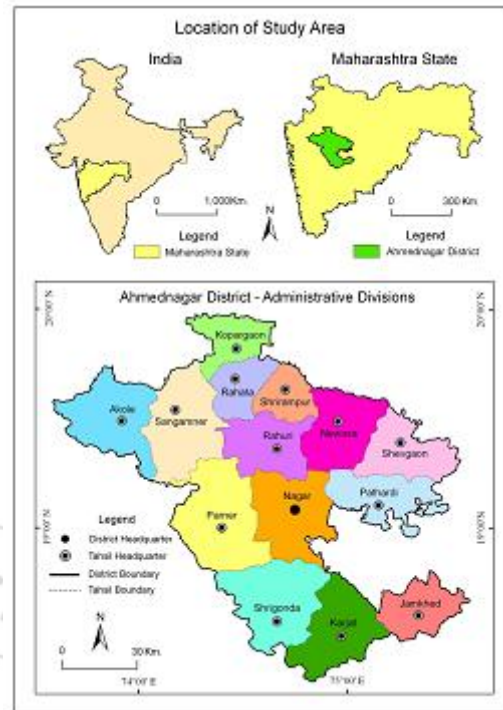 Location of Study Area
India
Maharashtra State
0 1,000 Km.
N
0 300 Km.
Legend
Maharashtra State
Legend
Ahmednagar District
Ahmednagar District - Administrative Divisions
20°00' N
20°00' N
Kopargaon
Rahata
Shrirampur
Akole
Sangamner
Newasa
Rahuri
Shevgaon
Nagar
Pathardi
Parner
19°00' N
19°00' N
Legend
District Headquarter
Tahsil Headquarter
District Boundary
Tahsil Boundary
Shrigonda
Karjat
Jamkhed
N
0 30 Km.
74°00' E
75°00' E